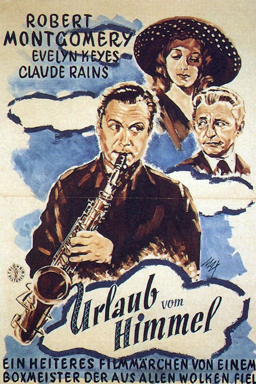 ROBERT
MONTGOMERY
EVELYN KEYES
CLAUDE RAINS
Urlaub vom
Himmel
EIN HEITERES FILMMÄRCHEN VON EINEM
BOXMEISTER DER AUS ALLEN WOLKEN FIEL